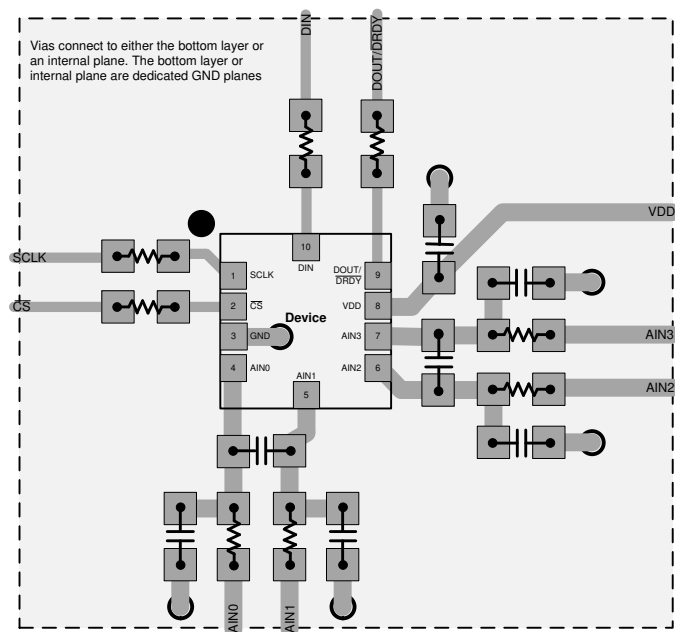 Vias connect to either the bottom layer or
an internal plane. The bottom layer or
internal plane are dedicated GND planes
DIN
DOUT/DRDY
VDD
SCLK
CS
10
DIN
1
SCLK
DOUT/
DRDY
9
2
CS
VDD
8
Device
3
GND
AIN3
7
4
AIN0
AIN2
6
AIN1
5
AIN3
AIN2
AIN0
AIN1